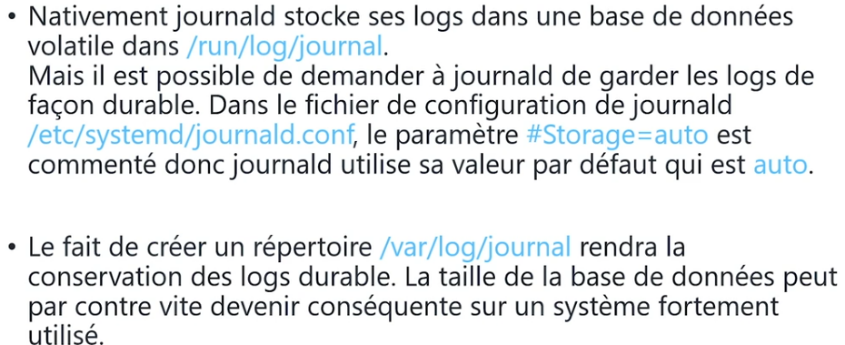 • Nativement journald stocke ses logs dans une base de données
volatile dans /run/log/journal.
Mais il est possible de demander à journald de garder les logs de
façon durable. Dans le fichier de configuration de journald
/etc/systemd/journald.conf, le paramètre #Storage=auto est
commenté donc journald utilise sa valeur par défaut qui est auto.
• Le fait de créer un répertoire /var/log/journal rendra la
conservation des logs durable. La taille de la base de données peut
par contre vite devenir conséquente sur un système fortement
utilisé.